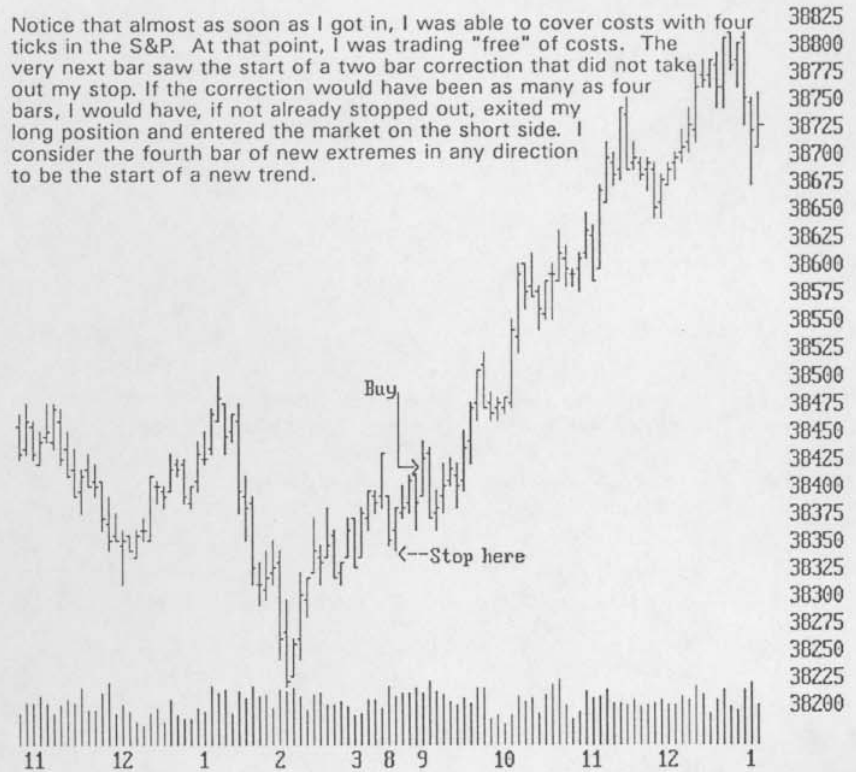 Notice that almost as soon as I got in, I was able to cover costs with four
ticks in the S&P. At that point, I was trading "free" of costs. The
very next bar saw the start of a two bar correction that did not take
out my stop. If the correction would have been as many as four
bars, I would have, if not already stopped out, exited my
long position and entered the market on the short side. I
consider the fourth bar of new extremes in any direction
to be the start of a new trend.
38825
38800
38775
38750
38725
38700
38675
38650
38625
38600
38575
38550
38525
38500
38475
38450
38425
38400
38375
38350
38325
38300
38275
38250
38225
38200
Buy
<--Stop here
11 12 1 2 3 8 9 10 11 12 1